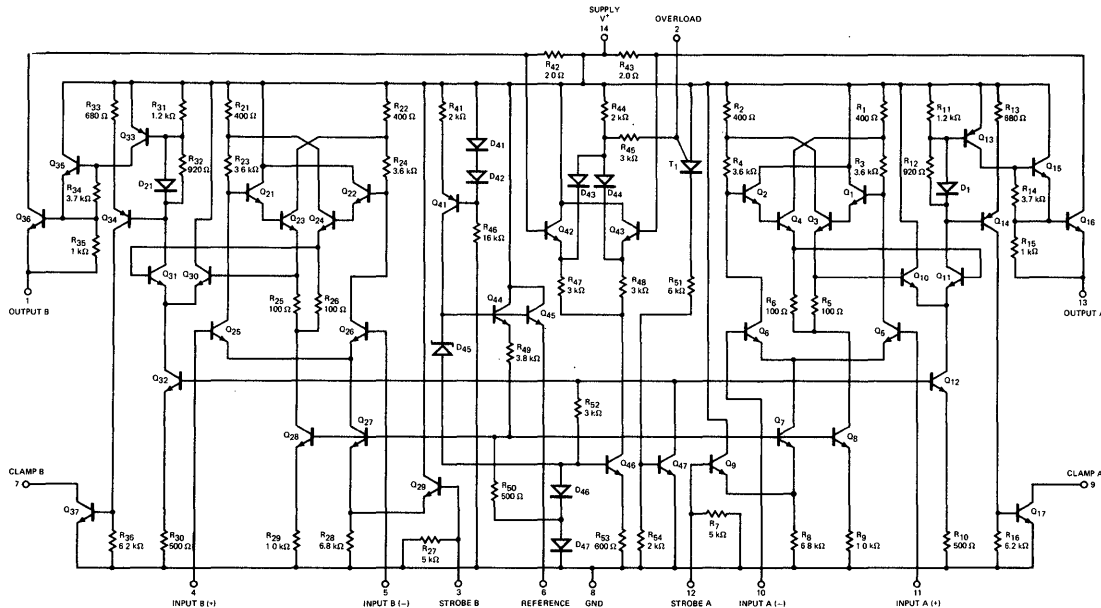 SUPPLY
V+
14
OVERLOAD
2
R42
2.0 Ω
R43
2.0 Ω
R33
680 Ω
R31
1.2 kΩ
R21
400 Ω
R22
400 Ω
R41
2 kΩ
R44
2 kΩ
R2
400 Ω
R1
400 Ω
R11
1.2 kΩ
R13
680 Ω
Q33
D41
R45
3 kΩ
Q13
Q35
R32
920 Ω
R23
3.6 kΩ
R24
3.6 kΩ
T1
R4
3.6 kΩ
R3
3.6 kΩ
R12
920 Ω
Q15
R34
3.7 kΩ
D21
Q21
Q22
D42
D43
D44
Q2
Q1
D1
R14
3.7 kΩ
Q36
Q34
Q23
Q24
Q41
Q42
Q43
Q4
Q3
Q14
Q16
R35
1 kΩ
R46
16 kΩ
R15
1 kΩ
Q31
Q30
Q10
Q11
1
OUTPUT B
R25
100 Ω
R26
100 Ω
R47
3 kΩ
R48
3 kΩ
R51
6 kΩ
R6
100 Ω
R5
100 Ω
13
OUTPUT A
Q25
Q26
Q44
Q45
Q6
Q5
D45
R49
3.8 kΩ
Q32
Q12
R52
3 kΩ
Q28
Q27
Q7
Q8
CLAMP B
7
Q29
R50
500 Ω
D46
Q46
Q47
Q9
CLAMP A
9
Q37
Q17
R36
6.2 kΩ
R30
500 Ω
R29
1.0 kΩ
R28
6.8 kΩ
R27
5 kΩ
D47
R53
600 Ω
R54
2 kΩ
R7
5 kΩ
R8
6.8 kΩ
R9
1.0 kΩ
R10
500 Ω
R16
6.2 kΩ
4
INPUT B (+)
5
INPUT B (−)
3
STROBE B
6
REFERENCE
8
GND
12
STROBE A
10
INPUT A (−)
11
INPUT A (+)